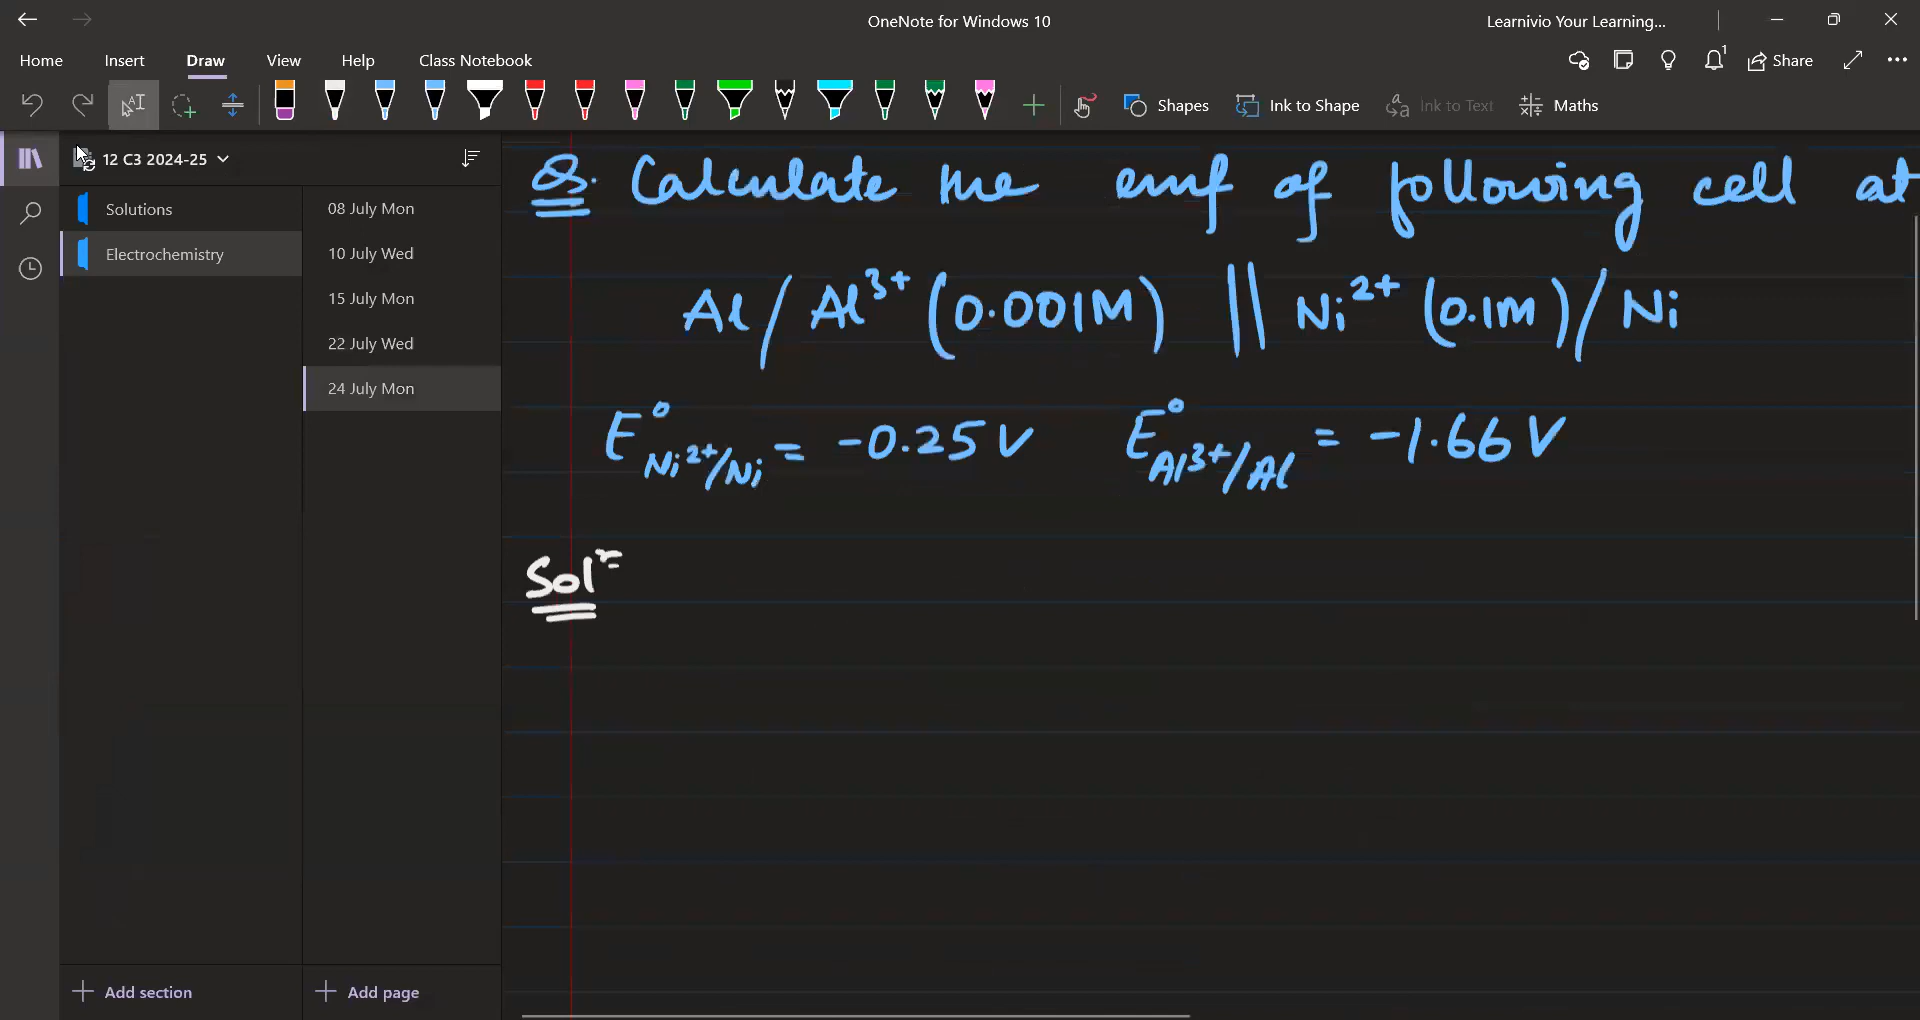 OneNote for Windows 10
Learnivio Your Learning...
Home Insert Draw View Help Class Notebook
1 Share
Shapes Ink to Shape Ink to Text Maths
12 C3 2024-25
Solutions
Electrochemistry
08 July Mon
10 July Wed
15 July Mon
22 July Wed
24 July Mon
Q. Calculate the emf of following cell at
Al/Al³⁺(0.001M) || Ni²⁺(0.1M)/Ni
E°Ni²⁺/Ni = -0.25 V E°Al³⁺/Al = -1.66 V
Solⁿ
Add section
Add page